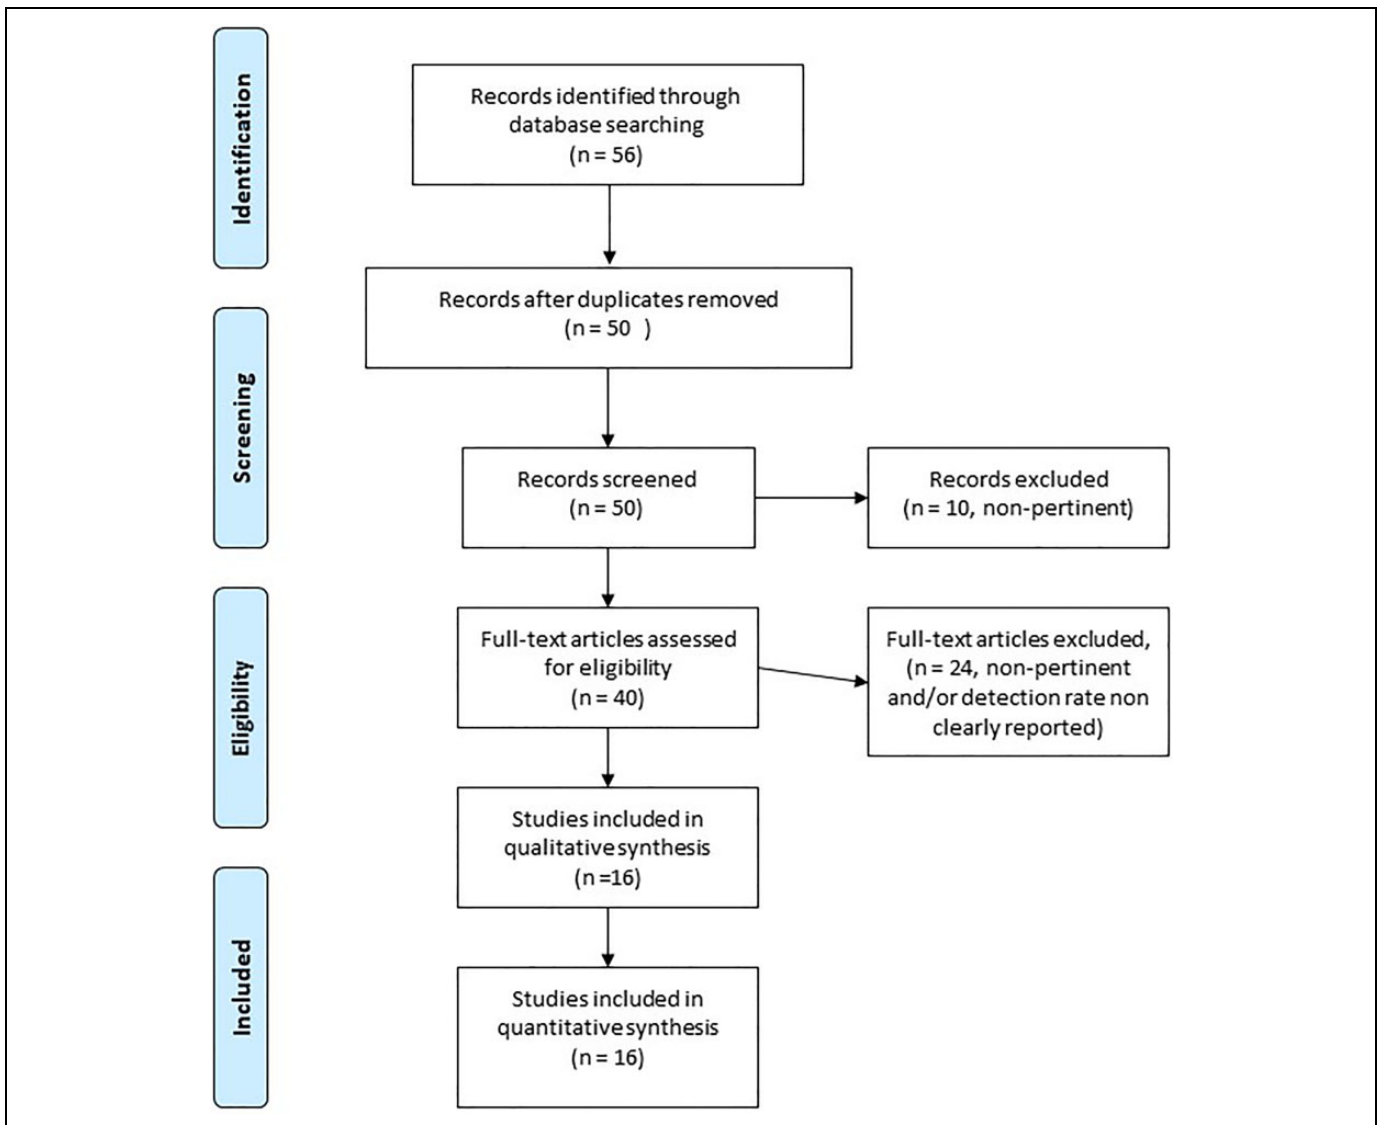 Identification
Records identified through
database searching
(n = 56)
Records after duplicates removed
(n = 50 )
Screening
Records screened
(n = 50)
Records excluded
(n = 10, non-pertinent)
Eligibility
Full-text articles assessed
for eligibility
(n = 40)
Full-text articles excluded,
(n = 24, non-pertinent
and/or detection rate non
clearly reported)
Studies included in
qualitative synthesis
(n =16)
Included
Studies included in
quantitative synthesis
(n = 16)